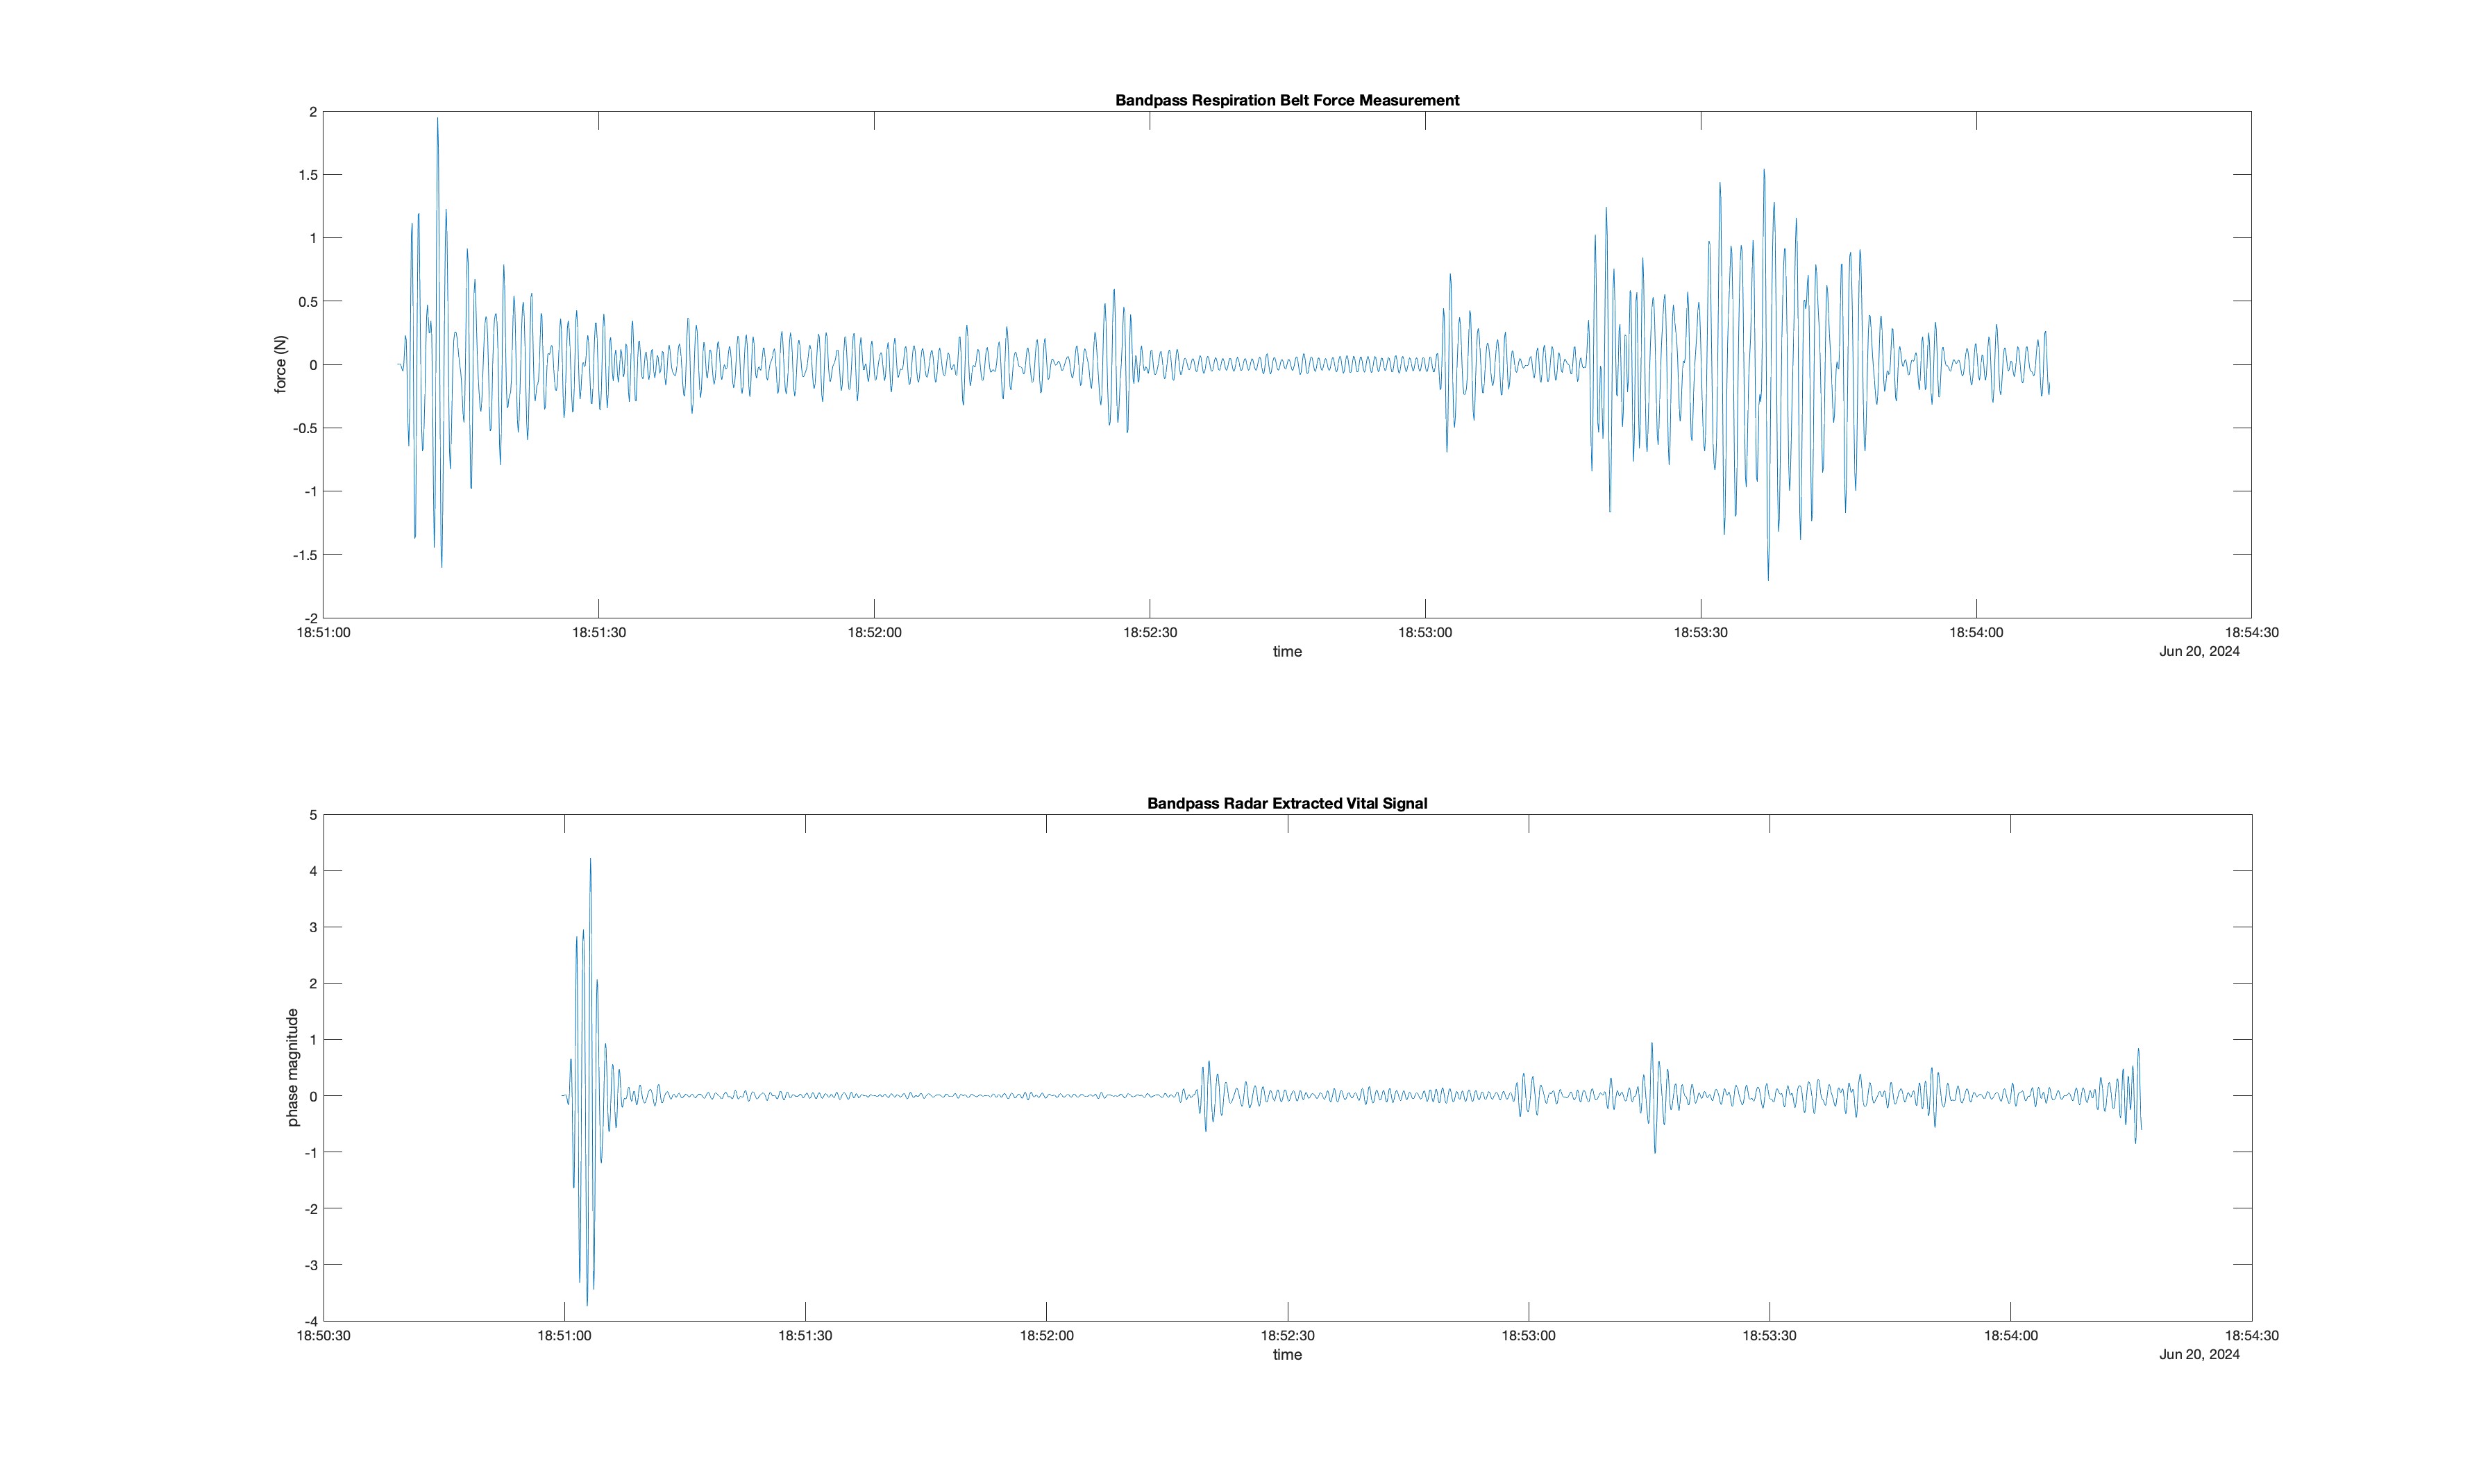 Bandpass Respiration Belt Force Measurement
2
1.5
1
0.5
0
-0.5
-1
-1.5
-2
force (N)
18:51:00 18:51:30 18:52:00 18:52:30 18:53:00 18:53:30 18:54:00 18:54:30
time
Jun 20, 2024
Bandpass Radar Extracted Vital Signal
5
4
3
2
1
0
-1
-2
-3
-4
phase magnitude
18:50:30 18:51:00 18:51:30 18:52:00 18:52:30 18:53:00 18:53:30 18:54:00 18:54:30
time
Jun 20, 2024